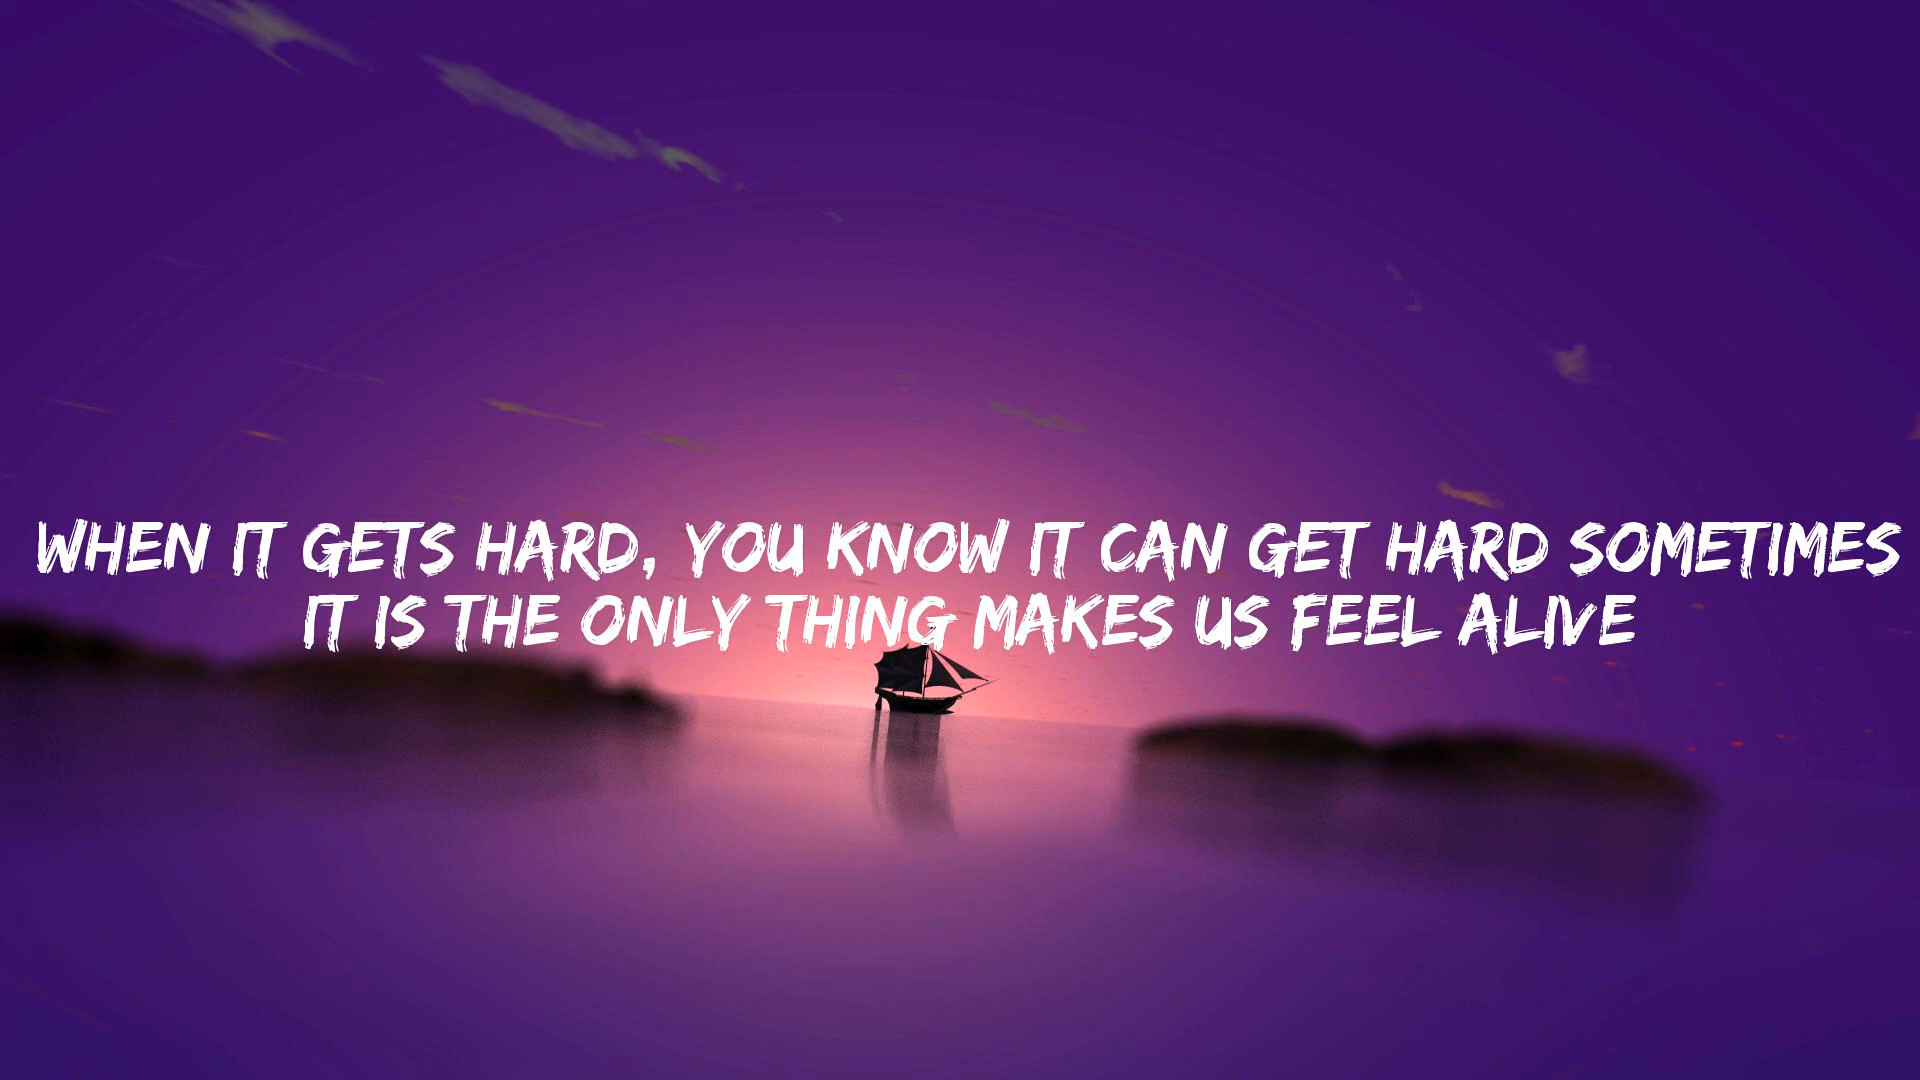 WHEN IT GETS HARD, YOU KNOW IT CAN GET HARD SOMETIMES
IT IS THE ONLY THING MAKES US FEEL ALIVE